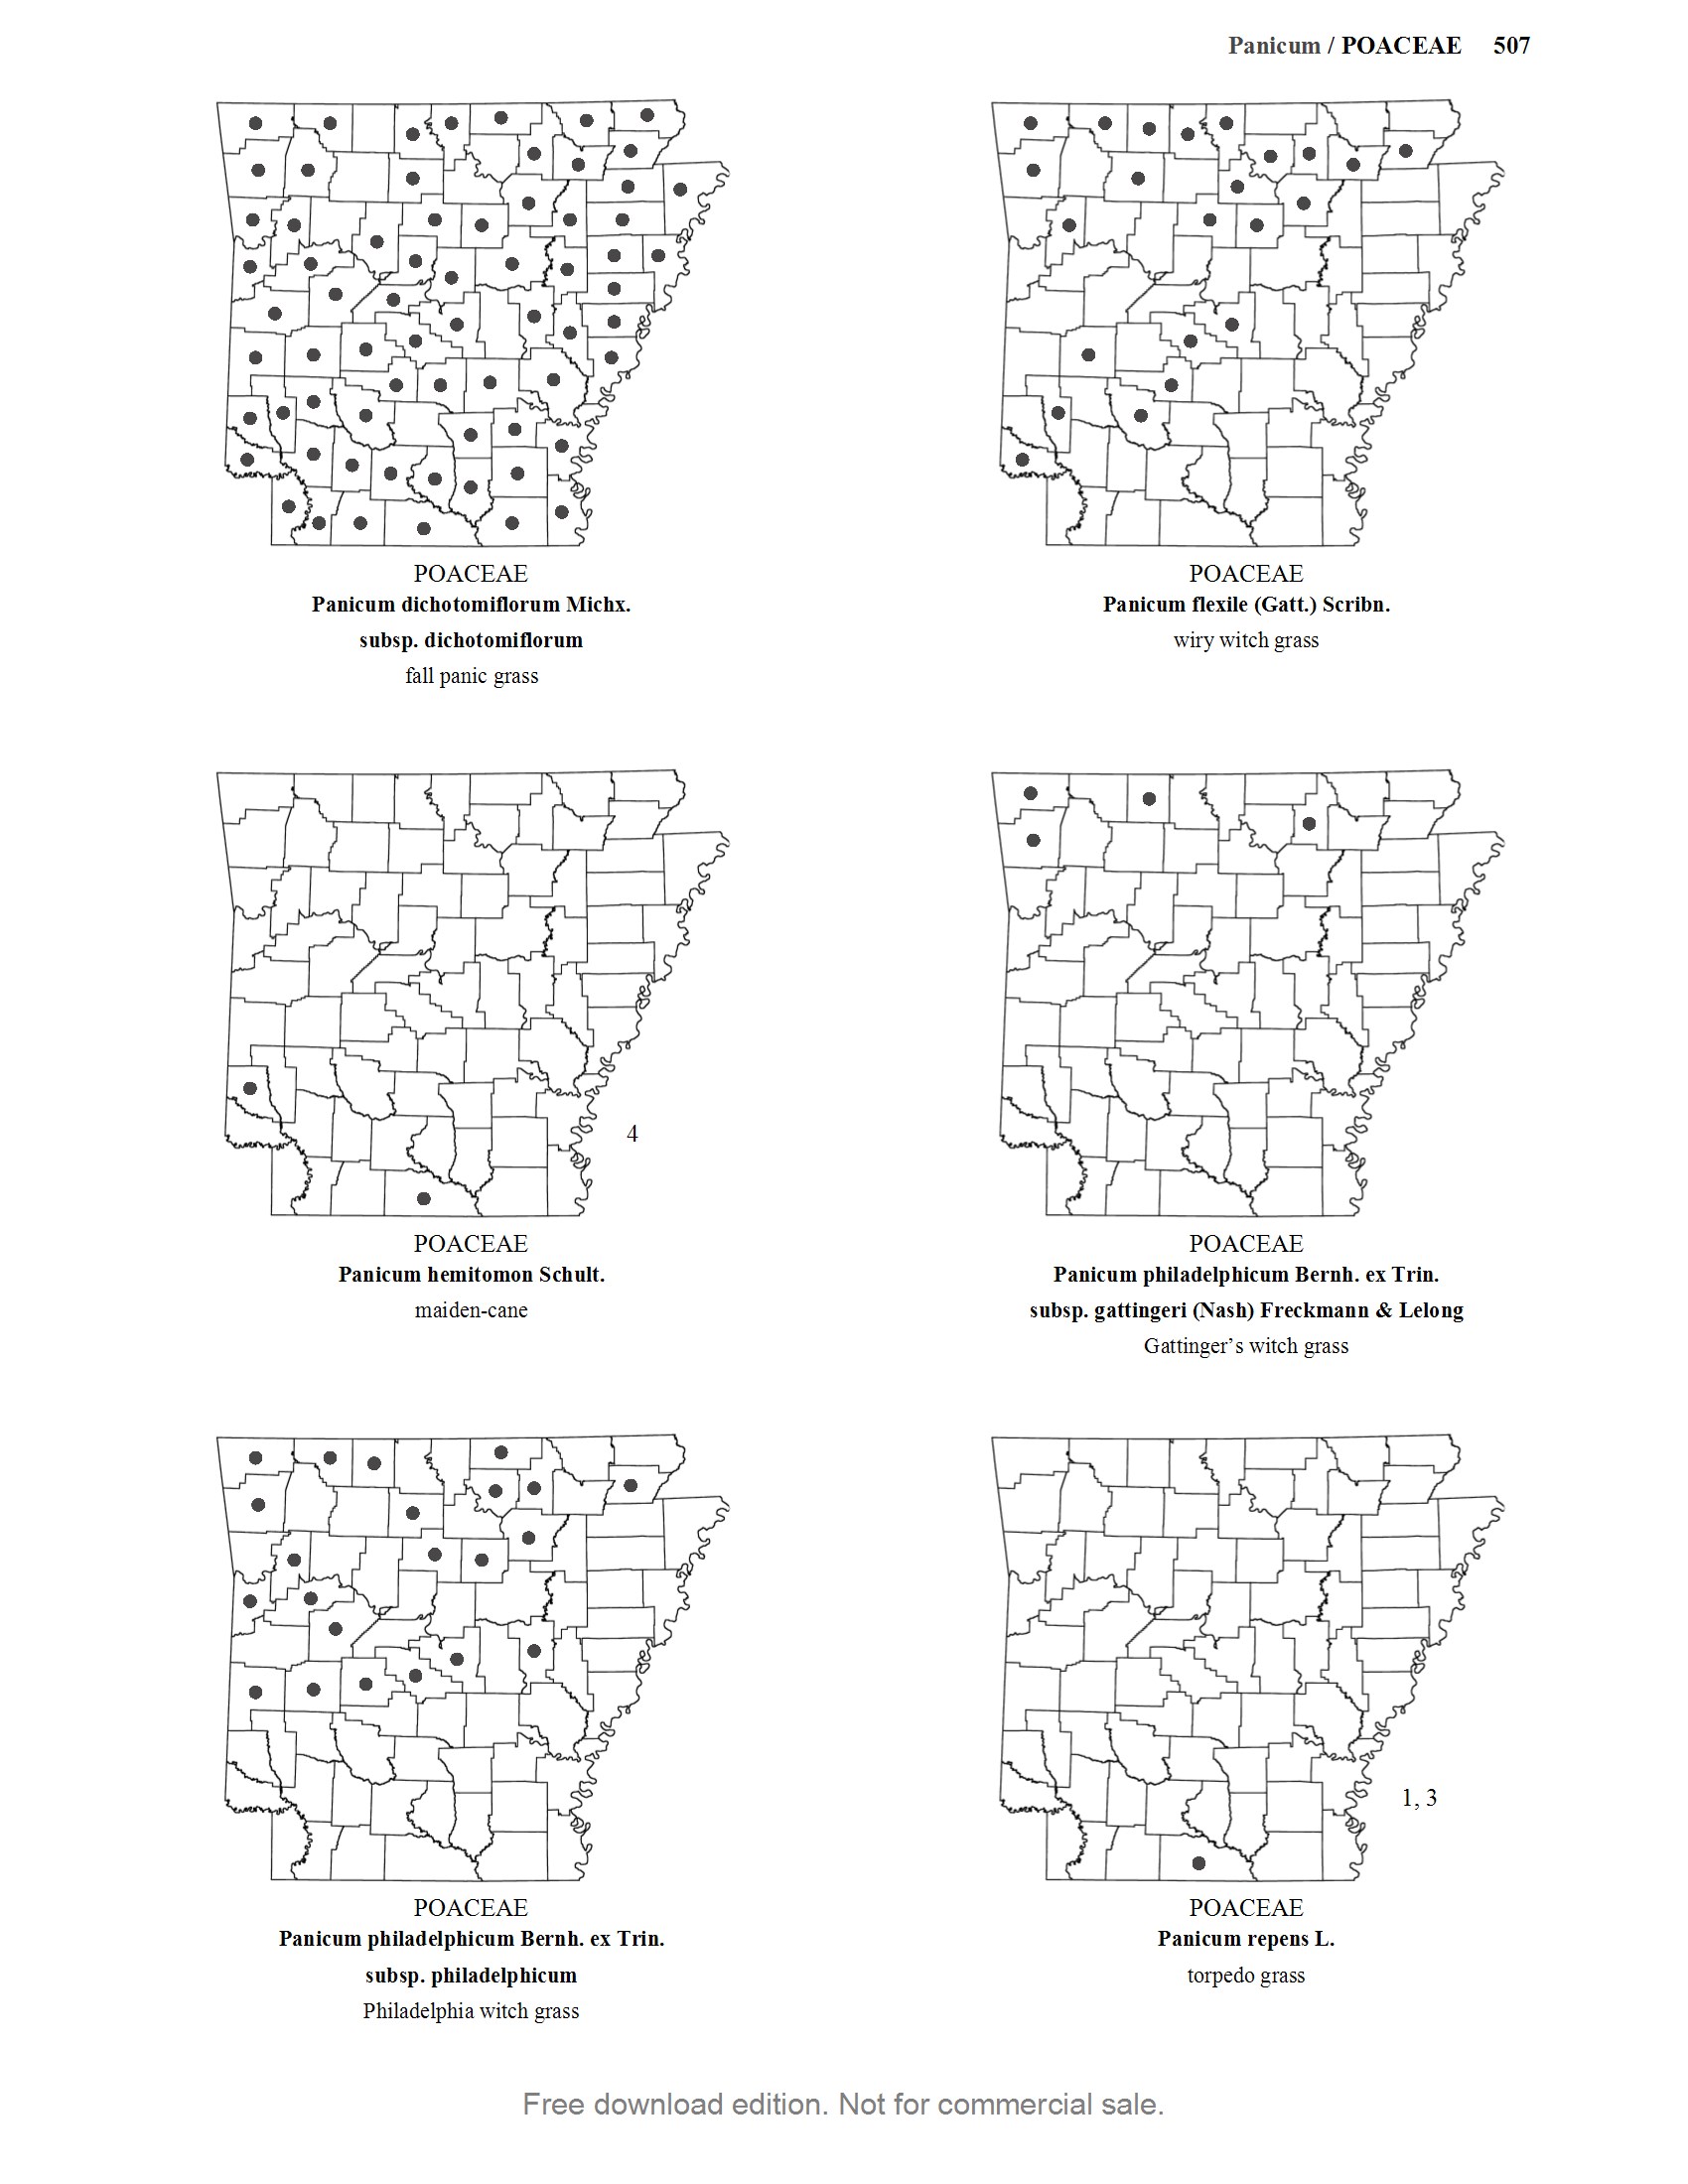 Panicum / POACEAE 507
POACEAE
Panicum dichotomiflorum Michx.
subsp. dichotomiflorum
fall panic grass
POACEAE
Panicum flexile (Gatt.) Scribn.
wiry witch grass
4
POACEAE
Panicum hemitomon Schult.
maiden-cane
POACEAE
Panicum philadelphicum Bernh. ex Trin.
subsp. gattingeri (Nash) Freckmann & Lelong
Gattinger’s witch grass
POACEAE
Panicum philadelphicum Bernh. ex Trin.
subsp. philadelphicum
Philadelphia witch grass
1, 3
POACEAE
Panicum repens L.
torpedo grass
Free download edition. Not for commercial sale.